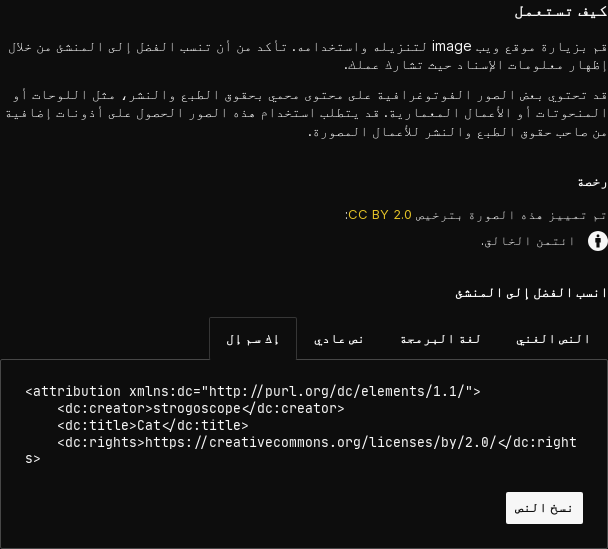 كيف تستعمل
قم بزيارة موقع ويب image لتنزيله واستخدامه. تأكد من أن تنسب الفضل إلى المنشئ من خلال
إظهار معلومات الإسناد حيث تشارك عملك.
قد تحتوي بعض الصور الفوتوغرافية على محتوى محمي بحقوق الطبع والنشر، مثل اللوحات أو
المنحوتات أو الأعمال المعمارية. قد يتطلب استخدام هذه الصور الحصول على أذونات إضافية
من صاحب حقوق الطبع والنشر للأعمال المصورة.
رخصة
تم تمييز هذه الصورة بترخيص CC BY 2.0:
ائتمن الخالق.
انسب الفضل إلى المنشئ
النص الغني لغة البرمجة نص عادي إك سم إل
<attribution xmlns:dc="http://purl.org/dc/elements/1.1/">
<dc:creator>strogoscope</dc:creator>
<dc:title>Cat</dc:title>
<dc:rights>https://creativecommons.org/licenses/by/2.0/</dc:right
s>
نسخ النص